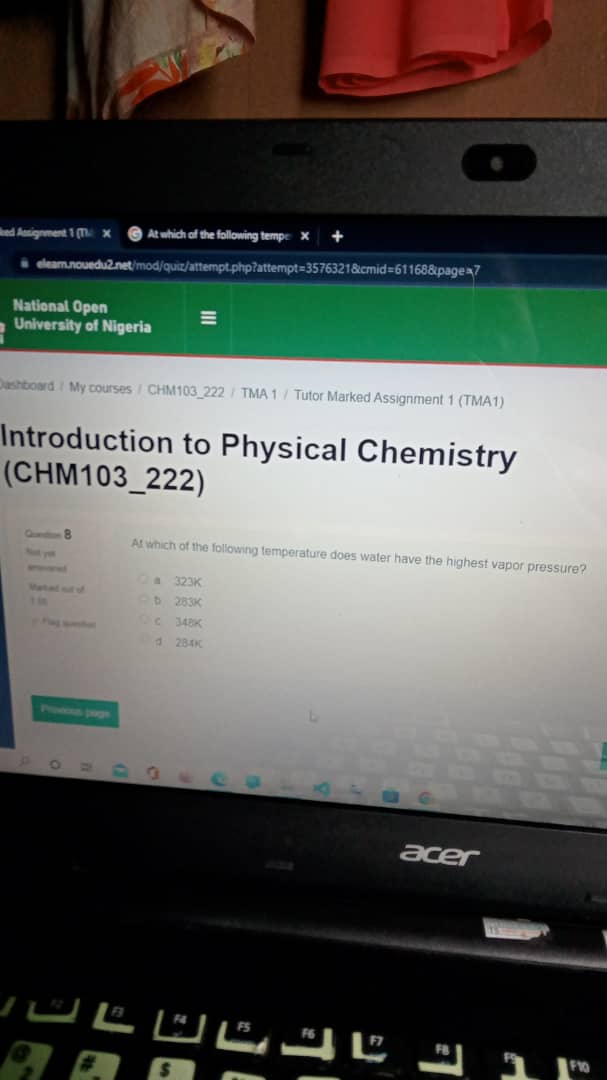 ked Assignment 1 (TM x
At which of the following tempe x +
elearn.nouedu2.net/mod/quiz/attempt.php?attempt=3576321&cmid=61168&page=7
National Open
University of Nigeria
Dashboard / My courses / CHM103_222 / TMA 1 / Tutor Marked Assignment 1 (TMA1)
Introduction to Physical Chemistry
(CHM103_222)
Question 8
Not yet
answered
Marked out of
1.00
Flag question
At which of the following temperature does water have the highest vapor pressure?
a 323K
b 283K
c 348K
d 284K
Previous page
acer
F2 F3 F4 F5 F6 F7 F8 F9 F10
@ # $
2